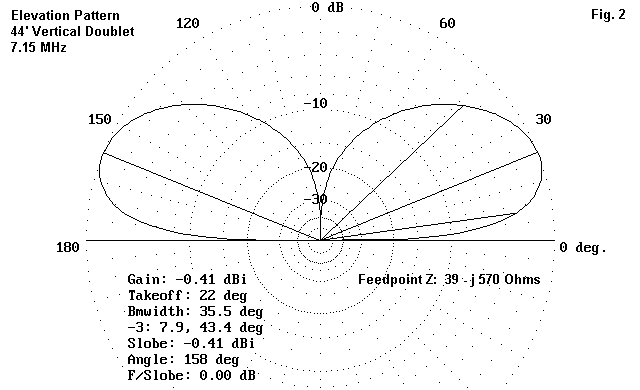 Elevation Pattern
44' Vertical Doublet
7.15 MHz
0 dB
Fig. 2
120
60
-10
150
30
-20
-30
180
0 deg.
Gain: -0.41 dBi
Feedpoint Z: 39 -j570 Ohms
Takeoff: 22 deg
Bmwidth: 35.5 deg
-3: 7.9, 43.4 deg
Slobe: -0.41 dBi
Angle: 158 deg
F/Slobe: 0.00 dB